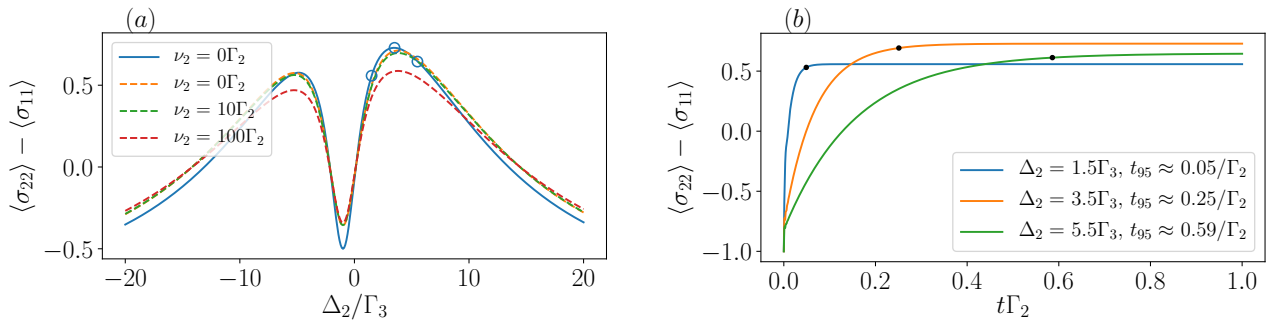 (a)
ν₂ = 0Γ₂
ν₂ = 0Γ₂
ν₂ = 10Γ₂
ν₂ = 100Γ₂
⟨σ₂₂⟩ − ⟨σ₁₁⟩
0.5
0.0
−0.5
−20
−10
0
10
20
Δ₂/Γ₃
(b)
⟨σ₂₂⟩ − ⟨σ₁₁⟩
0.5
0.0
−0.5
−1.0
Δ₂ = 1.5Γ₃, t₉₅ ≈ 0.05/Γ₂
Δ₂ = 3.5Γ₃, t₉₅ ≈ 0.25/Γ₂
Δ₂ = 5.5Γ₃, t₉₅ ≈ 0.59/Γ₂
0.0
0.2
0.4
0.6
0.8
1.0
tΓ₂